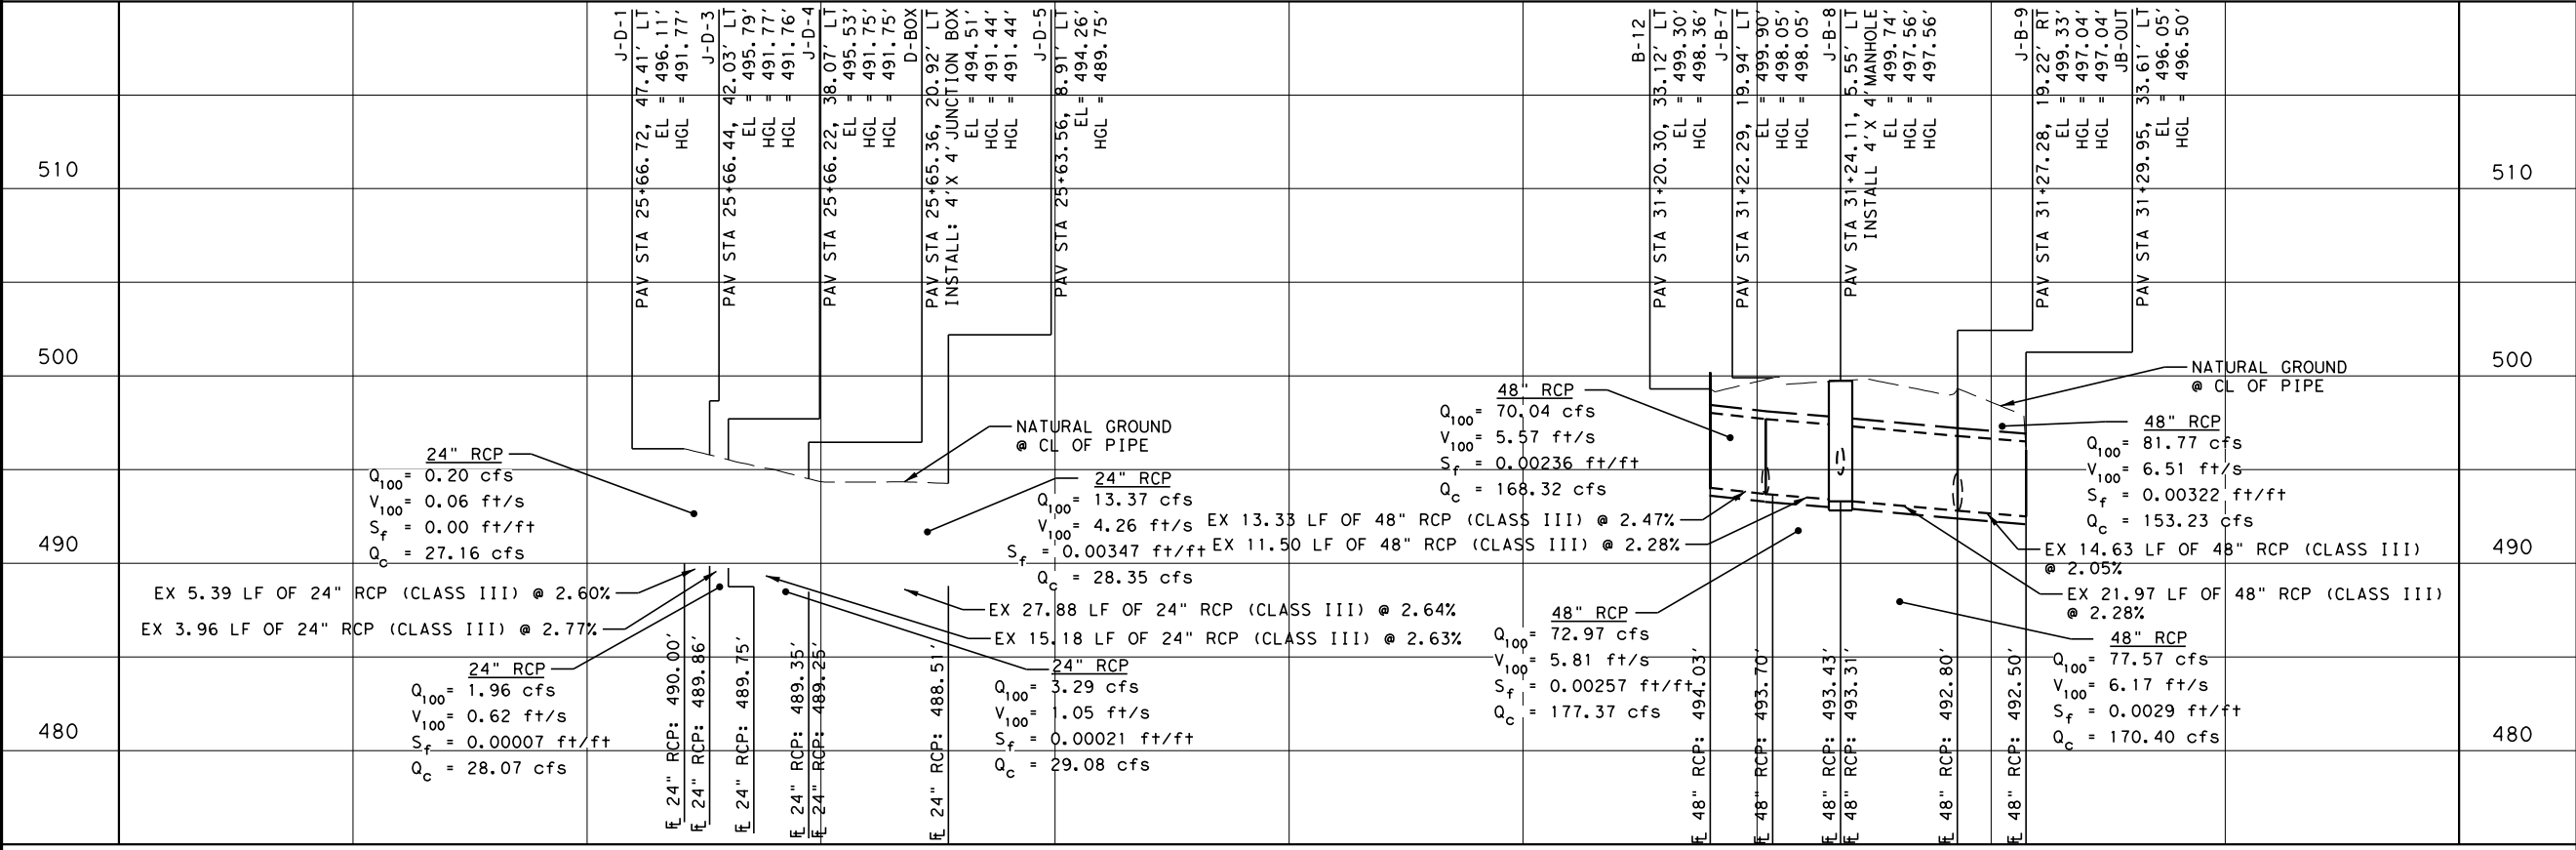 J-D-1
PAV STA 25+66.72, 47.41' LT
EL = 496.11'
HGL = 491.77'
J-D-3
PAV STA 25+66.44, 42.03' LT
EL = 495.79'
HGL = 491.77'
HGL = 491.76'
J-D-4
PAV STA 25+66.22, 38.07' LT
EL = 495.53'
HGL = 491.75'
HGL = 491.75'
D-BOX
PAV STA 25+65.36, 20.92' LT
INSTALL: 4'X 4' JUNCTION BOX
EL = 494.51'
HGL = 491.44'
HGL = 491.44'
J-D-5
PAV STA 25+63.56, 8.91' LT
EL = 494.26'
HGL = 489.75'
B-12
PAV STA 31+20.30, 33.12' LT
EL = 499.30'
HGL = 498.36'
J-B-7
PAV STA 31+22.29, 19.94' LT
EL = 499.90'
HGL = 498.05'
HGL = 498.05'
J-B-8
PAV STA 31+24.11, 5.55' LT
INSTALL 4'X 4'MANHOLE
EL = 499.74'
HGL = 497.56'
HGL = 497.56'
J-B-9
PAV STA 31+27.28, 19.22' RT
EL = 499.33'
HGL = 497.04'
HGL = 497.04'
JB-OUT
PAV STA 31+29.95, 33.61' LT
EL = 496.05'
HGL = 496.50'
510
500
490
480
510
500
490
480
24" RCP
Q100= 0.20 cfs
V100= 0.06 ft/s
Sf = 0.00 ft/ft
Qc = 27.16 cfs
NATURAL GROUND
@ CL OF PIPE
24" RCP
Q100= 13.37 cfs
V100= 4.26 ft/s
Sf = 0.00347 ft/ft
Qc = 28.35 cfs
EX 5.39 LF OF 24" RCP (CLASS III) @ 2.60%
EX 3.96 LF OF 24" RCP (CLASS III) @ 2.77%
EX 27.88 LF OF 24" RCP (CLASS III) @ 2.64%
EX 15.18 LF OF 24" RCP (CLASS III) @ 2.63%
24" RCP
Q100= 1.96 cfs
V100= 0.62 ft/s
Sf = 0.00007 ft/ft
Qc = 28.07 cfs
24" RCP
Q100= 3.29 cfs
V100= 1.05 ft/s
Sf = 0.00021 ft/ft
Qc = 29.08 cfs
FL 24" RCP: 490.00'
FL 24" RCP: 489.86'
FL 24" RCP: 489.75'
FL 24" RCP: 489.35'
FL 24" RCP: 489.25'
FL 24" RCP: 488.51'
48" RCP
Q100= 70.04 cfs
V100= 5.57 ft/s
Sf = 0.00236 ft/ft
Qc = 168.32 cfs
EX 13.33 LF OF 48" RCP (CLASS III) @ 2.47%
EX 11.50 LF OF 48" RCP (CLASS III) @ 2.28%
48" RCP
Q100= 72.97 cfs
V100= 5.81 ft/s
Sf = 0.00257 ft/ft
Qc = 177.37 cfs
NATURAL GROUND
@ CL OF PIPE
48" RCP
Q100= 81.77 cfs
V100= 6.51 ft/s
Sf = 0.00322 ft/ft
Qc = 153.23 cfs
EX 14.63 LF OF 48" RCP (CLASS III)
@ 2.05%
EX 21.97 LF OF 48" RCP (CLASS III)
@ 2.28%
48" RCP
Q100= 77.57 cfs
V100= 6.17 ft/s
Sf = 0.0029 ft/ft
Qc = 170.40 cfs
FL 48" RCP: 494.03'
FL 48" RCP: 493.70'
FL 48" RCP: 493.43'
FL 48" RCP: 493.31'
FL 48" RCP: 492.80'
FL 48" RCP: 492.50'